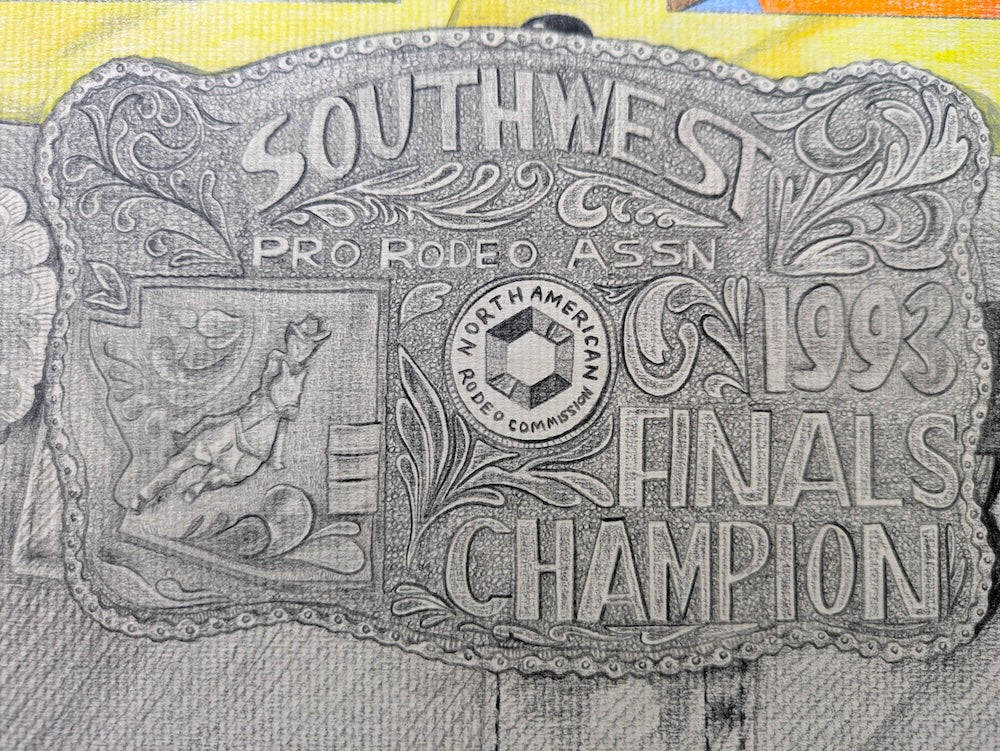 SOUTHWEST
PRO RODEO ASSN
NORTH AMERICAN
RODEO COMMISSION
1993
FINALS
CHAMPION